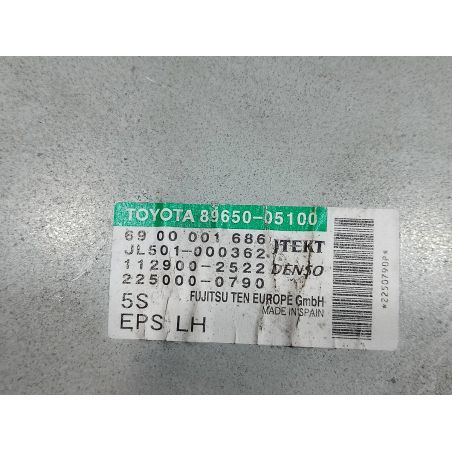 TOYOTA 89650-05100
69 00 001 686 JTEKT
JL501-000362
112900-2522 DENSO
225000-0790
5S FUJITSU TEN EUROPE GmbH
EPS LH MADE IN SPAIN
*2250790P*